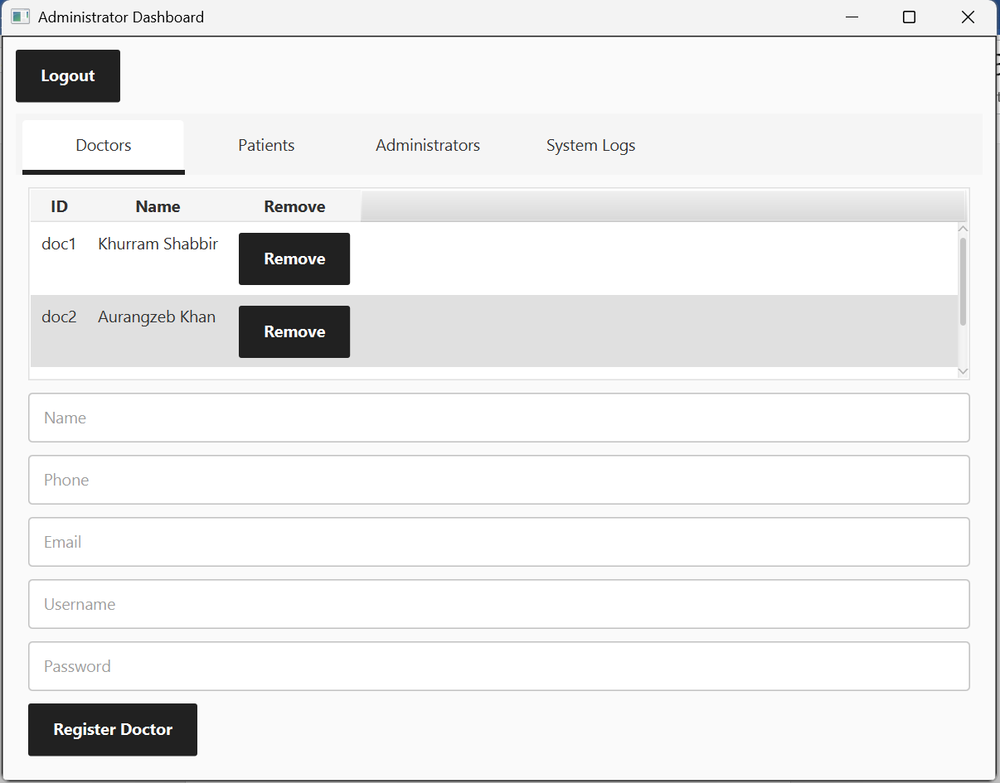 Administrator Dashboard
Logout
Doctors Patients Administrators System Logs
ID Name Remove
doc1 Khurram Shabbir Remove
doc2 Aurangzeb Khan Remove
Name
Phone
Email
Username
Password
Register Doctor